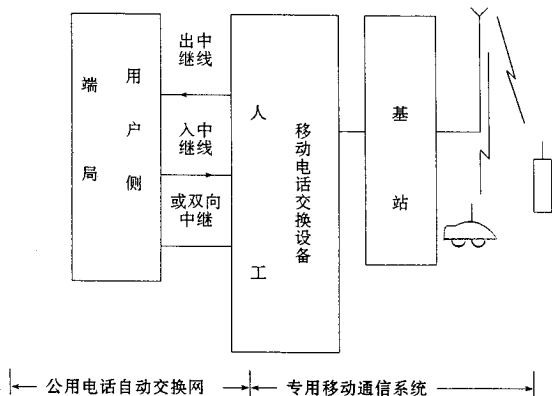 端局
用户侧
出中
继线
入中
继线
或双向
中继
人工
移动电话交换设备
基站
公用电话自动交换网
专用移动通信系统